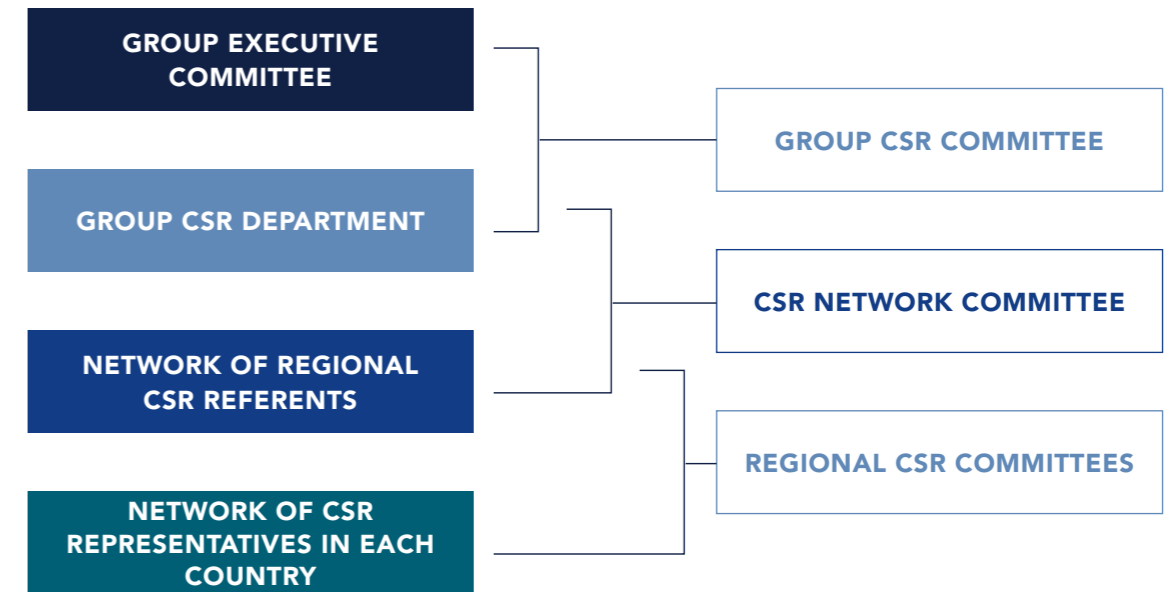 GROUP EXECUTIVE
COMMITTEE
GROUP CSR DEPARTMENT
NETWORK OF REGIONAL
CSR REFERENTS
NETWORK OF CSR
REPRESENTATIVES IN EACH
COUNTRY
GROUP CSR COMMITTEE
CSR NETWORK COMMITTEE
REGIONAL CSR COMMITTEES